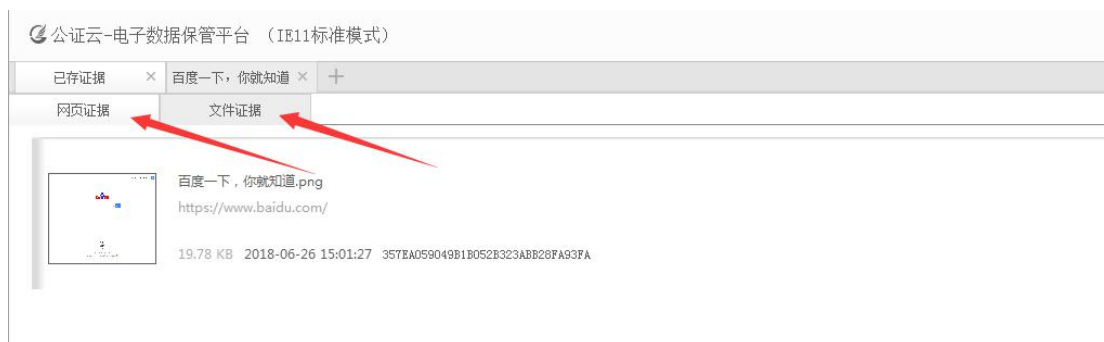 公证云-电子数据保管平台 （IE11标准模式）
已存证据 × 百度一下，你就知道 × +
网页证据 文件证据
百度一下，你就知道.png
https://www.baidu.com/
19.78 KB 2018-06-26 15:01:27 357EA059049B1B052B323ABB28FA93FA